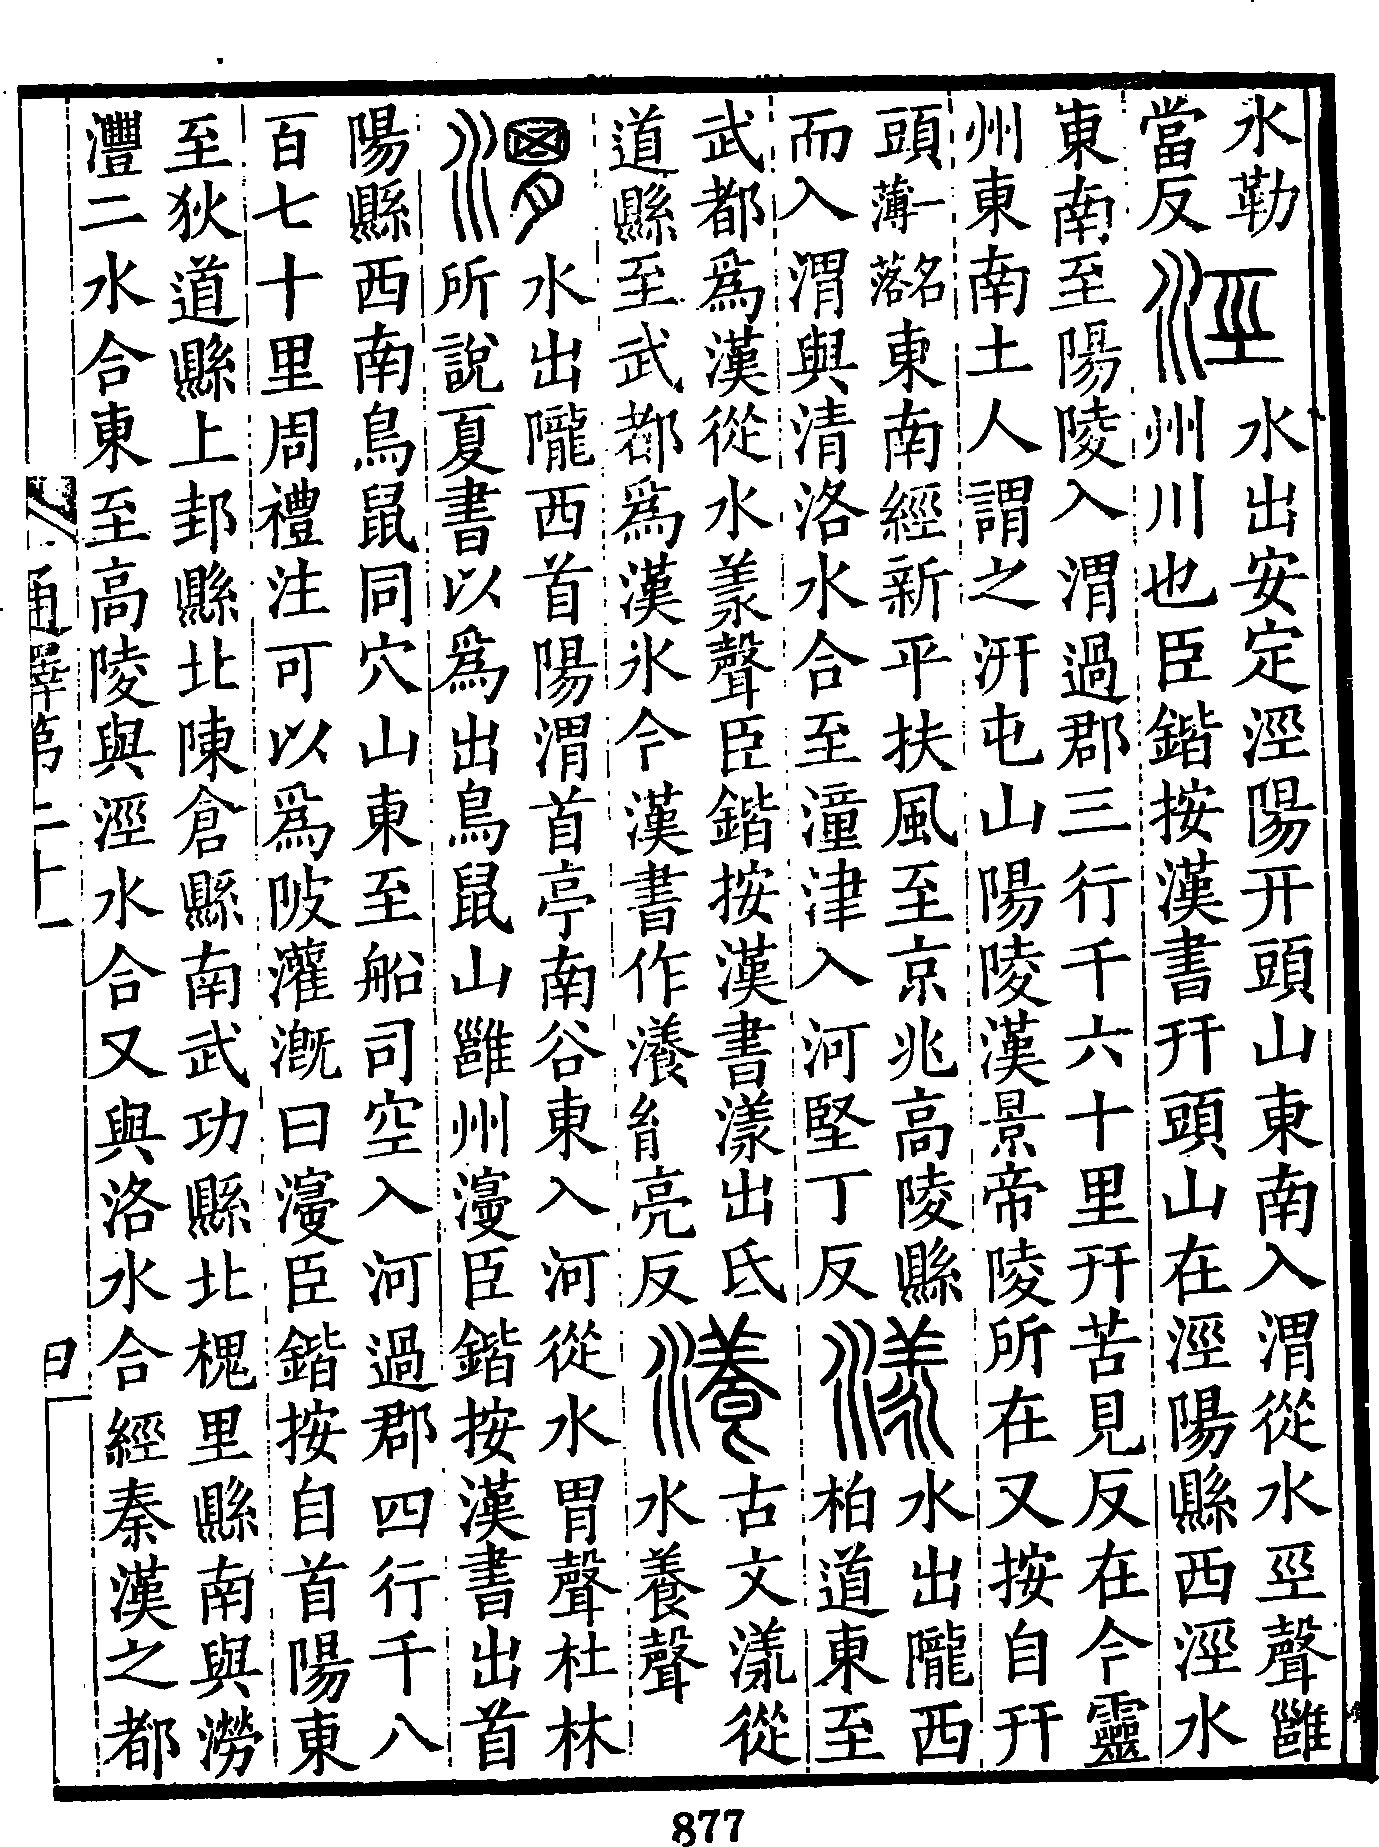 水勒
當反
涇
水出安定涇陽幵頭山東南入渭從水巠聲雝
州川也臣鍇按漢書幵頭山在涇陽縣西涇水
東南至陽陵入渭過郡三行千六十里幵苦見反在今靈
州東南土人謂之汧屯山陽陵漢景帝陵所在又按自幵
頭一名薄落東南經新平扶風至京兆高陵縣
而入渭與清洛水合至潼津入河堅丁反
漾
水出隴西
柏道東至
武都爲漢從水羕聲臣鍇按漢書漾出氐
道縣至武都爲漢水今漢書作瀁胤亮反
瀁
古文漾從
水養聲
渭
水出隴西首陽渭首亭南谷東入河從水胃聲杜林
所說夏書以爲出鳥鼠山雝州濅臣鍇按漢書出首
陽縣西南鳥鼠同穴山東至船司空入河過郡四行千八
百七十里周禮注可以爲陂灌漑曰濅臣鍇按自首陽東
至狄道縣上邽縣北陳倉縣南武功縣北槐里縣南與澇
灃二水合東至高陵與涇水合又與洛水合經秦漢之都
通釋第二十一
877